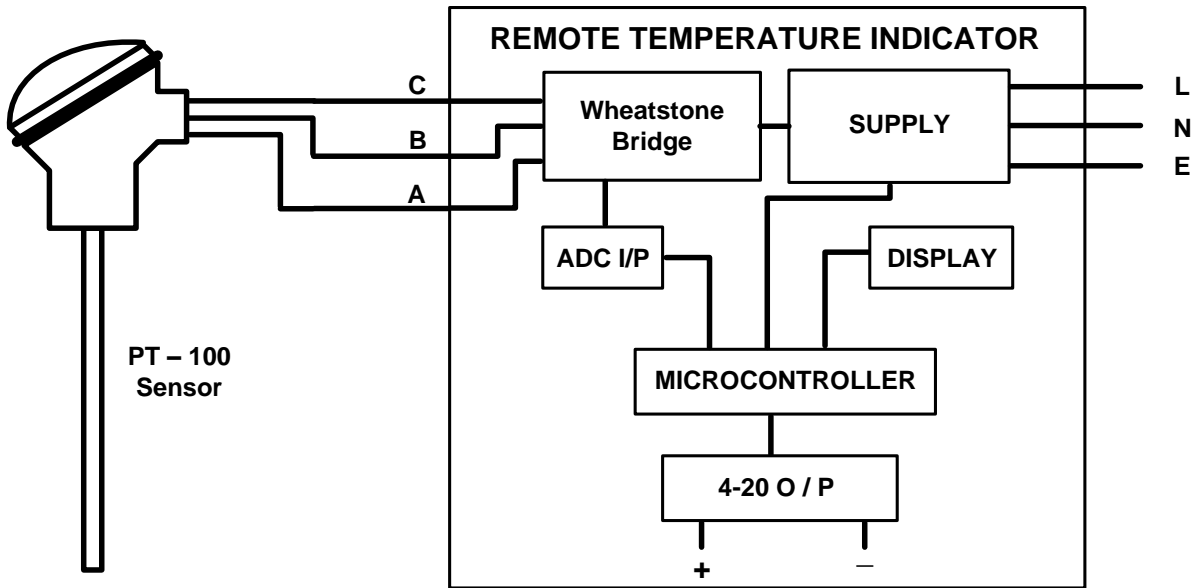 REMOTE TEMPERATURE INDICATOR
C
B
A
Wheatstone
Bridge
SUPPLY
L
N
E
ADC I/P
DISPLAY
PT – 100
Sensor
MICROCONTROLLER
4-20 O / P
+
–